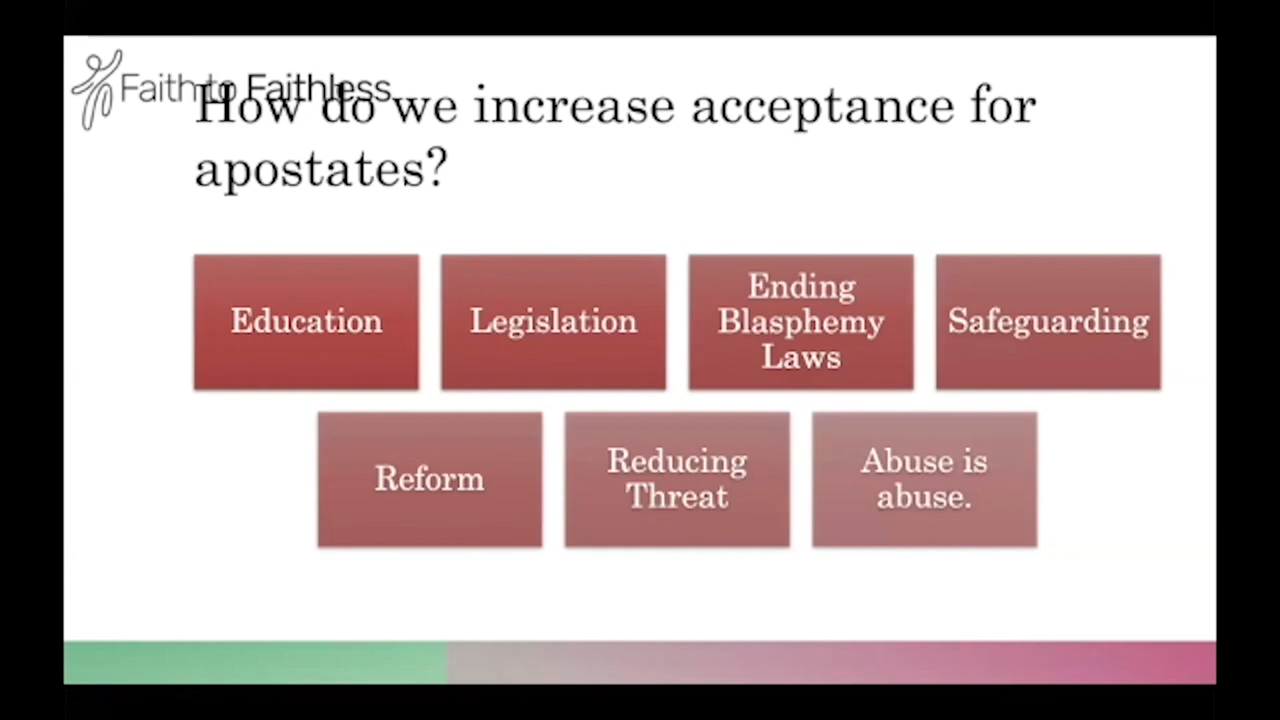 Faith to Faithless
How do we increase acceptance for
apostates?
Education
Legislation
Ending
Blasphemy
Laws
Safeguarding
Reform
Reducing
Threat
Abuse is
abuse.